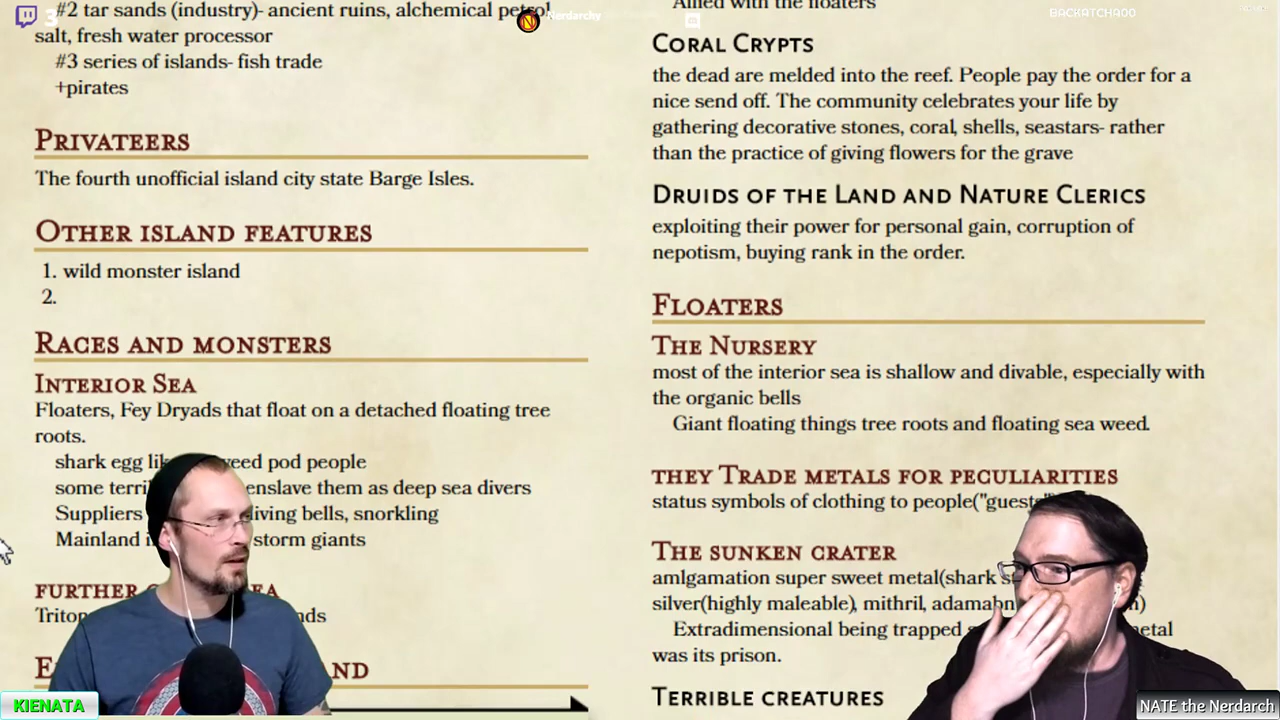 #2 tar sands (industry)- ancient ruins, alchemical petrol
salt, fresh water processor
#3 series of islands- fish trade
+pirates
PRIVATEERS
The fourth unofficial island city state Barge Isles.
OTHER ISLAND FEATURES
1. wild monster island
2.
RACES AND MONSTERS
INTERIOR SEA
Floaters, Fey Dryads that float on a detached floating tree
roots.
shark egg weed pod people
some enslave them as deep sea divers
Suppliers diving bells, snorkling
Mainland storm giants
FURTHER SEA
3
Nerdarchy
BACKATCHADO
Allied with the floaters
CORAL CRYPTS
the dead are melded into the reef. People pay the order for a
nice send off. The community celebrates your life by
gathering decorative stones, coral, shells, seastars- rather
than the practice of giving flowers for the grave
DRUIDS OF THE LAND AND NATURE CLERICS
exploiting their power for personal gain, corruption of
nepotism, buying rank in the order.
FLOATERS
THE NURSERY
most of the interior sea is shallow and divable, especially with
the organic bells
Giant floating things tree roots and floating sea weed.
THEY TRADE METALS FOR PECULIARITIES
status symbols of clothing to people("guests"
THE SUNKEN CRATER
amlgamation super sweet metal(shark
silver(highly maleable), mithril,
Extradimensional being trapped metal
was its prison.
TERRIBLE CREATURES
KIENATA
NATE the Nerdarch